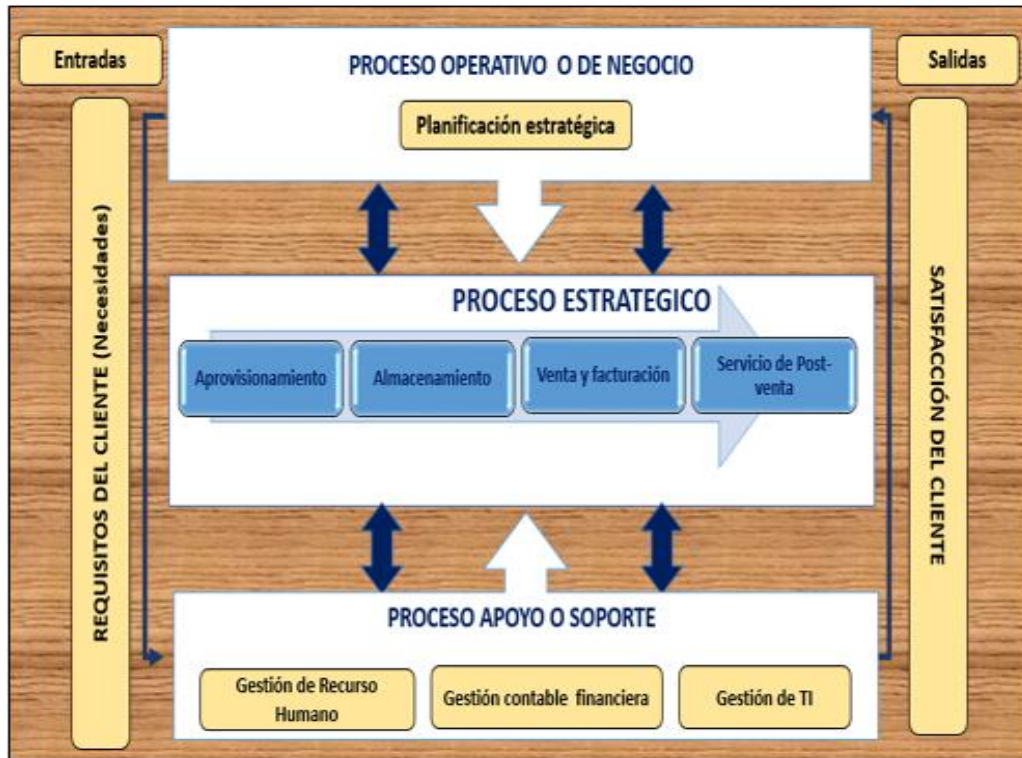 Entradas
PROCESO OPERATIVO O DE NEGOCIO
Salidas
Planificación estratégica
REQUISITOS DEL CLIENTE (Necesidades)
SATISFACCIÓN DEL CLIENTE
PROCESO ESTRATEGICO
Aprovisionamiento
Almacenamiento
Venta y facturación
Servicio de Post-
venta
PROCESO APOYO O SOPORTE
Gestión de Recurso
Humano
Gestión contable financiera
Gestión de TI